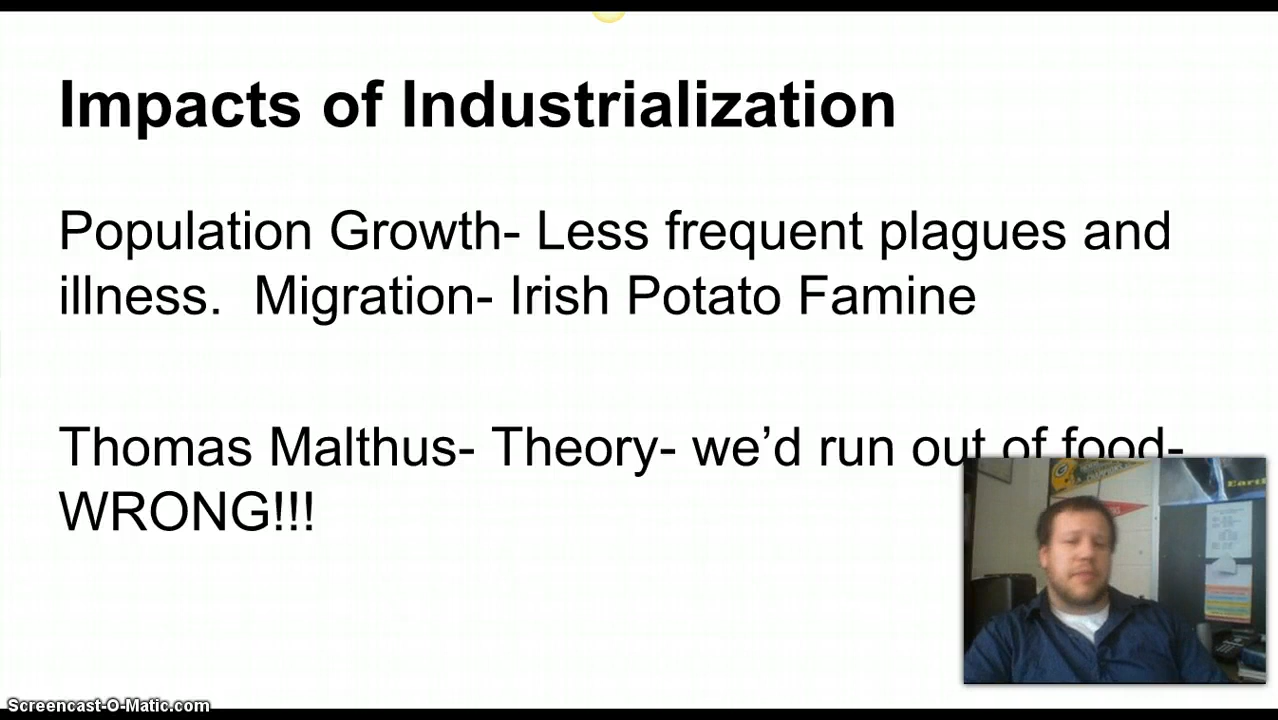 Impacts of Industrialization
Population Growth- Less frequent plagues and
illness.  Migration- Irish Potato Famine
Thomas Malthus- Theory- we’d run out of food-
WRONG!!!
Earth
Screencast-O-Matic.com